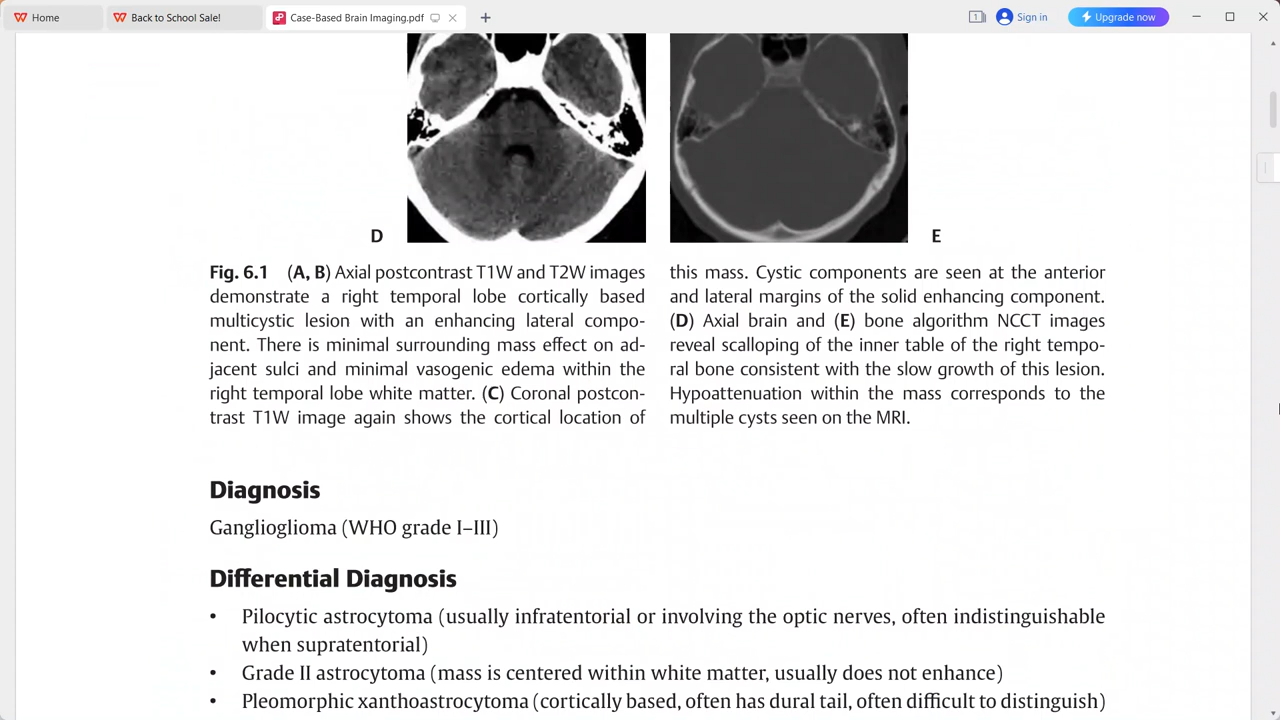 Home
Back to School Sale!
Case-Based Brain Imaging.pdf
1
Sign in
Upgrade now
D
E
Fig. 6.1 (A, B) Axial postcontrast T1W and T2W images
demonstrate a right temporal lobe cortically based
multicystic lesion with an enhancing lateral compo-
nent. There is minimal surrounding mass effect on ad-
jacent sulci and minimal vasogenic edema within the
right temporal lobe white matter. (C) Coronal postcon-
trast T1W image again shows the cortical location of
this mass. Cystic components are seen at the anterior
and lateral margins of the solid enhancing component.
(D) Axial brain and (E) bone algorithm NCCT images
reveal scalloping of the inner table of the right tempo-
ral bone consistent with the slow growth of this lesion.
Hypoattenuation within the mass corresponds to the
multiple cysts seen on the MRI.
Diagnosis
Ganglioglioma (WHO grade I–III)
Differential Diagnosis
• Pilocytic astrocytoma (usually infratentorial or involving the optic nerves, often indistinguishable
when supratentorial)
• Grade II astrocytoma (mass is centered within white matter, usually does not enhance)
• Pleomorphic xanthoastrocytoma (cortically based, often has dural tail, often difficult to distinguish)